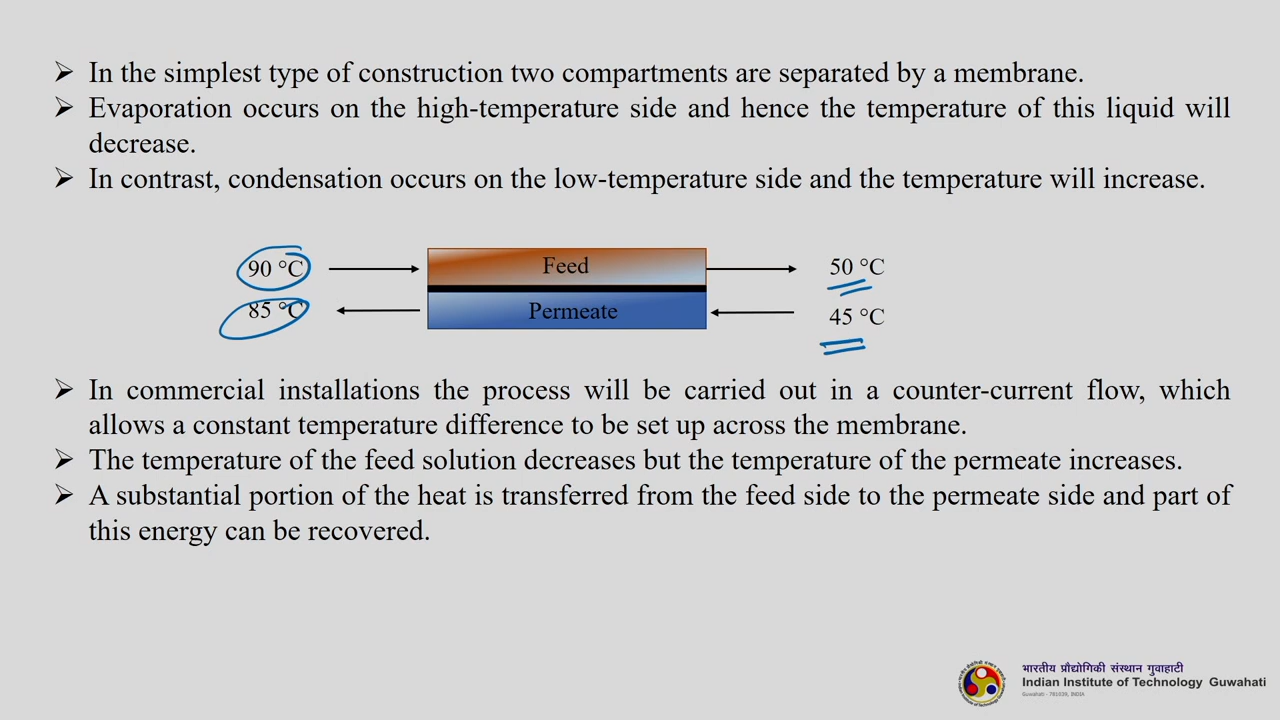 ➢ In the simplest type of construction two compartments are separated by a membrane.
➢ Evaporation occurs on the high-temperature side and hence the temperature of this liquid will
decrease.
➢ In contrast, condensation occurs on the low-temperature side and the temperature will increase.
90 °C Feed 50 °C
85 °C Permeate 45 °C
➢ In commercial installations the process will be carried out in a counter-current flow, which
allows a constant temperature difference to be set up across the membrane.
➢ The temperature of the feed solution decreases but the temperature of the permeate increases.
➢ A substantial portion of the heat is transferred from the feed side to the permeate side and part of
this energy can be recovered.
भारतीय प्रौद्योगिकी संस्थान गुवाहाटी
Indian Institute of Technology Guwahati
Guwahati - 781039, INDIA